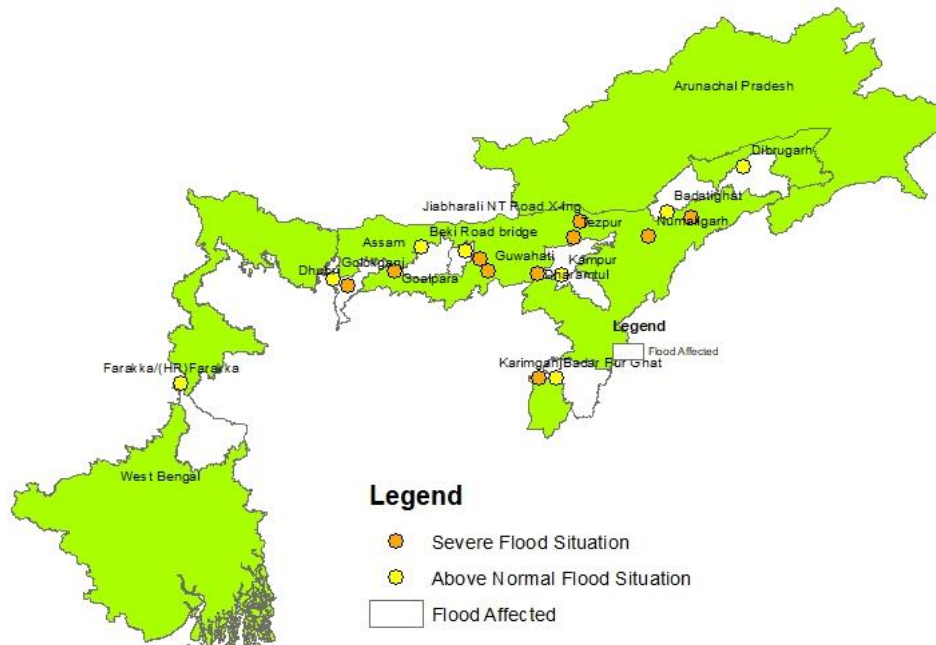 Arunachal Pradesh
Dibrugarh
Badatighat
Jiabharali NT Road X-ing
Tezpur
Numaligarh
Beki Road bridge
Assam
Guwahati
Kampur
Golokganj
Dhubri
Goalpara
Dharamtul
Legend
Flood Affected
Farakka/(HR)Farakka
Karimganj
Badar Pur Ghat
West Bengal
Legend
Severe Flood Situation
Above Normal Flood Situation
Flood Affected